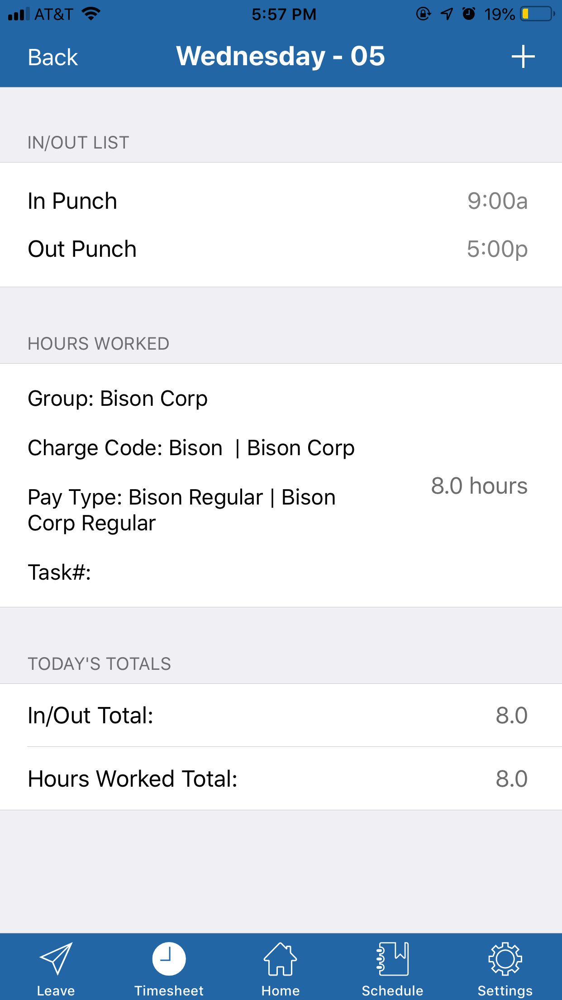 AT&T 5:57 PM 19%
Back Wednesday - 05 +
IN/OUT LIST
In Punch 9:00a
Out Punch 5:00p
HOURS WORKED
Group: Bison Corp
Charge Code: Bison  | Bison Corp
8.0 hours
Pay Type: Bison Regular | Bison
Corp Regular
Task#:
TODAY'S TOTALS
In/Out Total: 8.0
Hours Worked Total: 8.0
Leave Timesheet Home Schedule Settings